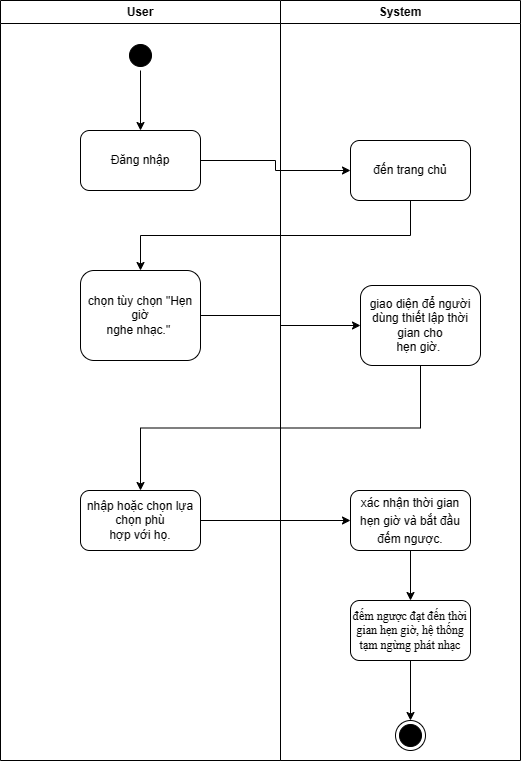 User
System
Đăng nhập
đến trang chủ
chọn tùy chọn "Hẹn
giờ
nghe nhạc."
giao diện để người
dùng thiết lập thời
gian cho
hẹn giờ.
nhập hoặc chọn lựa
chọn phù
hợp với họ.
xác nhận thời gian
hẹn giờ và bắt đầu
đếm ngược.
đếm ngược đạt đến thời
gian hẹn giờ, hệ thống
tạm ngừng phát nhạc